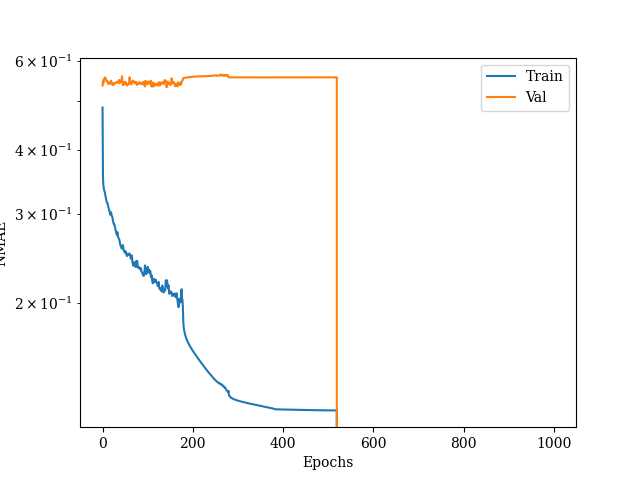 6 × 10⁻¹
4 × 10⁻¹
3 × 10⁻¹
2 × 10⁻¹
NMAE
Train
Val
0 200 400 600 800 1000
Epochs